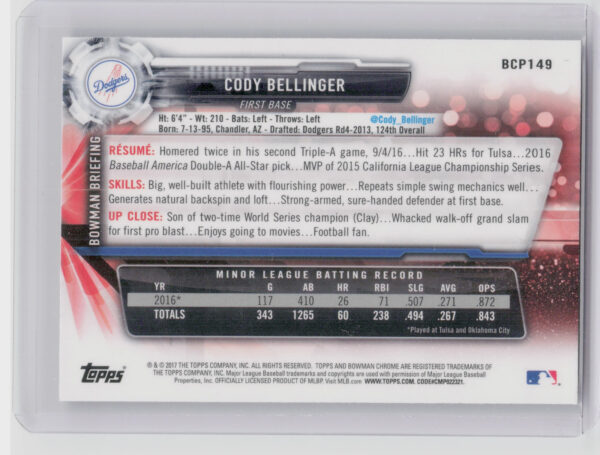 BCP149
Dodgers
CODY BELLINGER
FIRST BASE
Ht: 6'4" - Wt: 210 - Bats: Left - Throws: Left @Cody_Bellinger
Born: 7-13-95, Chandler, AZ - Drafted: Dodgers Rd4-2013, 124th Overall
BOWMAN BRIEFING
RÉSUMÉ: Homered twice in his second Triple-A game, 9/4/16...Hit 23 HRs for Tulsa...2016
Baseball America Double-A All-Star pick...MVP of 2015 California League Championship Series.
SKILLS: Big, well-built athlete with flourishing power...Repeats simple swing mechanics well...
Generates natural backspin and loft...Strong-armed, sure-handed defender at first base.
UP CLOSE: Son of two-time World Series champion (Clay)...Whacked walk-off grand slam
for first pro blast...Enjoys going to movies...Football fan.
MINOR LEAGUE BATTING RECORD
YR G AB HR RBI SLG AVG OPS
2016* 117 410 26 71 .507 .271 .872
TOTALS 343 1265 60 238 .494 .267 .843
*Played at Tulsa and Oklahoma City
Topps
® & © 2017 THE TOPPS COMPANY, INC. ALL RIGHTS RESERVED. TOPPS AND BOWMAN CHROME ARE REGISTERED TRADEMARKS OF
THE TOPPS COMPANY, INC. Major League Baseball trademarks and copyrights are used with permission of Major League Baseball
Properties, Inc. OFFICIALLY LICENSED PRODUCT OF MLBP. Visit MLB.com WWW.TOPPS.COM. CODE#CMP022321.